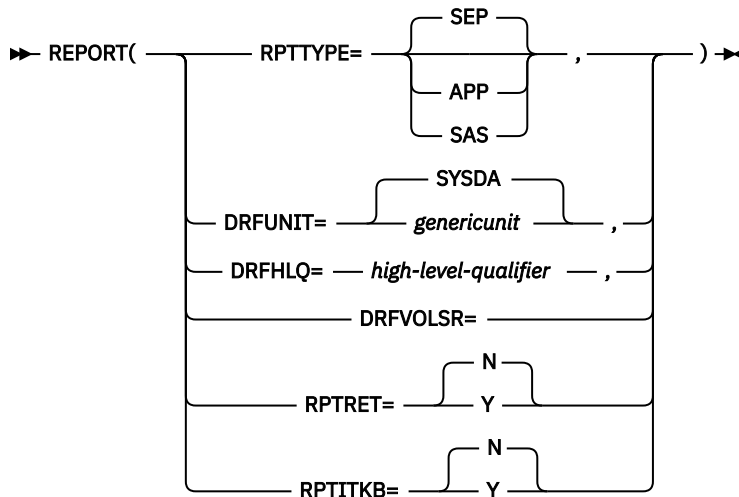 SEP
REPORT( RPTTYPE= ,)
APP
SAS
SYSDA
DRFUNIT= genericunit ,
DRFHLQ= high-level-qualifier ,
DRFVOLSR=
N
RPTRET= Y
N
RPTITKB= Y